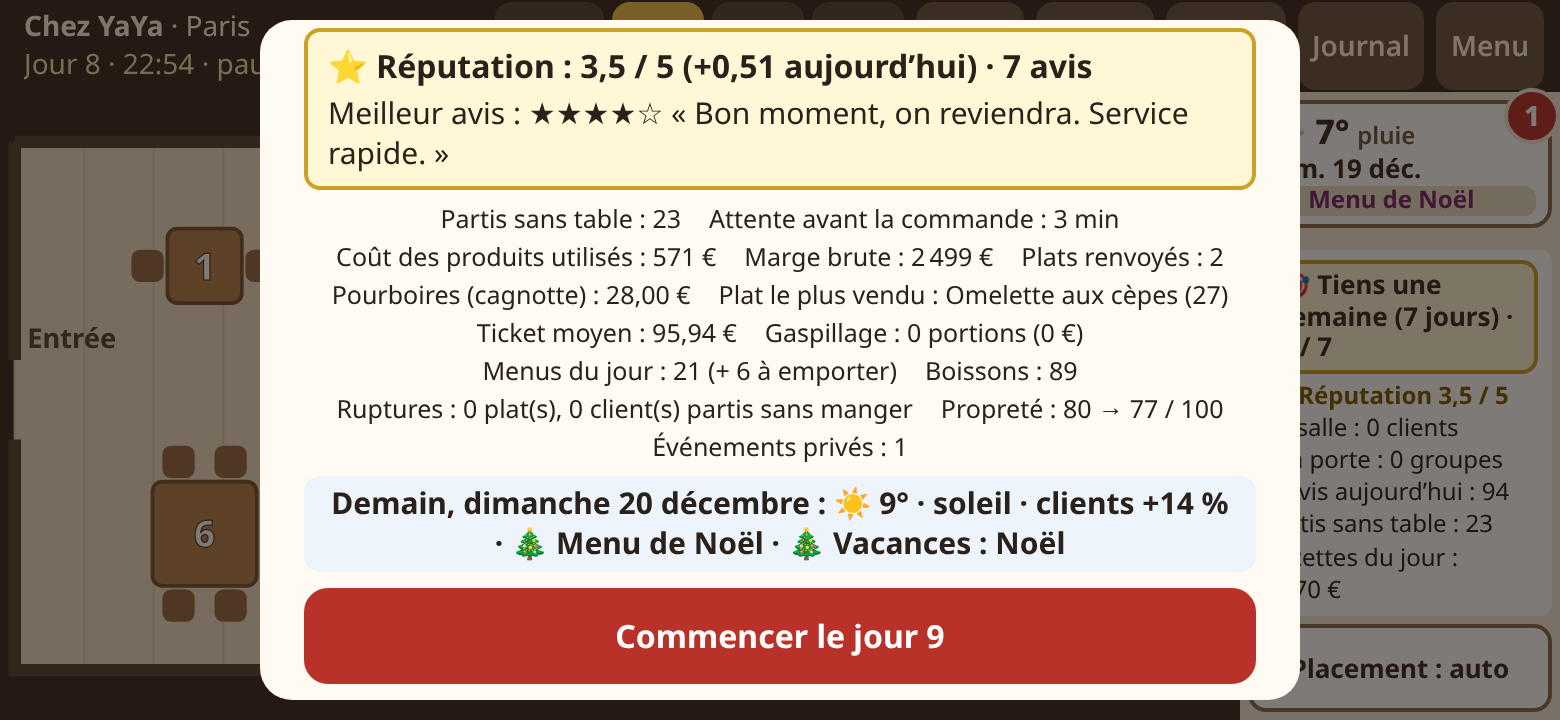 Chez YaYa · Paris
Jour 8 · 22:54 ·
Journal
Menu
⭐ Réputation : 3,5 / 5 (+0,51 aujourd’hui) · 7 avis
Meilleur avis : ★★★★☆ « Bon moment, on reviendra. Service
rapide. »
Partis sans table : 23 Attente avant la commande : 3 min
Coût des produits utilisés : 571 € Marge brute : 2 499 € Plats renvoyés : 2
Pourboires (cagnotte) : 28,00 € Plat le plus vendu : Omelette aux cèpes (27)
Ticket moyen : 95,94 € Gaspillage : 0 portions (0 €)
Menus du jour : 21 (+ 6 à emporter) Boissons : 89
Ruptures : 0 plat(s), 0 client(s) partis sans manger Propreté : 80 → 77 / 100
Événements privés : 1
Demain, dimanche 20 décembre : ☀️ 9° · soleil · clients +14 %
· 🎄 Menu de Noël · 🎄 Vacances : Noël
Commencer le jour 9
1
Entrée
6
1
7° pluie
19 déc.
Menu de Noël
Tiens une
(7 jours) ·
/ 7
Réputation 3,5 / 5
salle : 0 clients
porte : 0 groupes
aujourd’hui : 94
sans table : 23
du jour :
70 €
Placement : auto